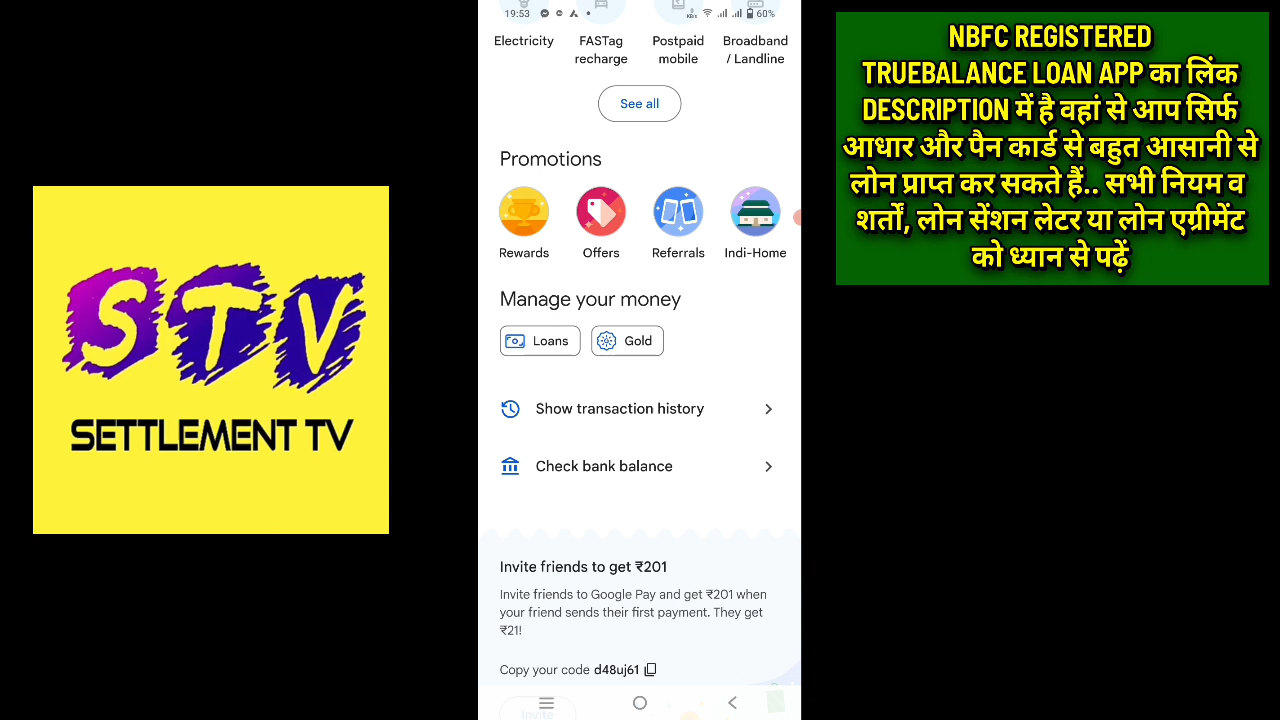 19:53
KB/s
60%
Electricity
FASTag
recharge
Postpaid
mobile
Broadband
/ Landline
See all
Promotions
Rewards
Offers
Referrals
Indi-Home
Manage your money
Loans
Gold
Show transaction history
Check bank balance
Invite friends to get ₹201
Invite friends to Google Pay and get ₹201 when
your friend sends their first payment. They get
₹21!
Copy your code d48uj61
Invite
STV
SETTLEMENT TV
NBFC REGISTERED
TRUEBALANCE LOAN APP का लिंक
DESCRIPTION में है वहां से आप सिर्फ
आधार और पैन कार्ड से बहुत आसानी से
लोन प्राप्त कर सकते हैं.. सभी नियम व
शर्तों, लोन सेंशन लेटर या लोन एग्रीमेंट
को ध्यान से पढ़ें